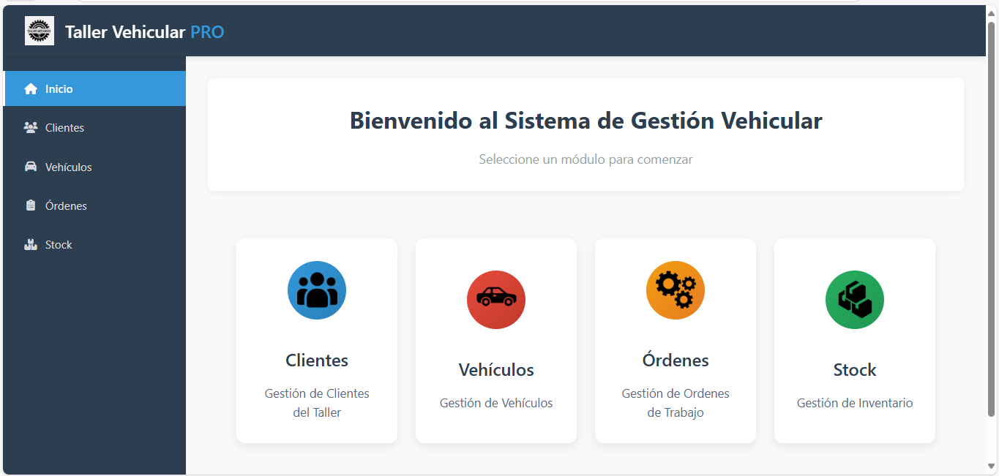 Taller Vehicular PRO
Inicio
Clientes
Vehículos
Órdenes
Stock
Bienvenido al Sistema de Gestión Vehicular
Seleccione un módulo para comenzar
Clientes
Gestión de Clientes
del Taller
Vehículos
Gestión de Vehículos
Órdenes
Gestión de Ordenes
de Trabajo
Stock
Gestión de Inventario